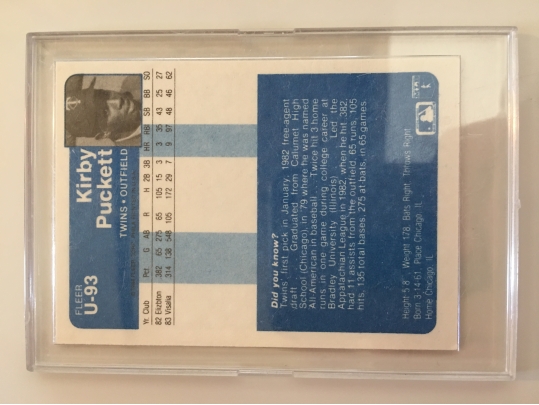 FLEER
U-93
Kirby
Puckett
TWINS • OUTFIELD
Yr. Club Pct G AB R H 2B 3B HR RBI SB BB SO
82 Elizbton .382 65 275 65 105 15 3 3 35 43 25 27
83 Visalia .314 138 548 105 172 29 7 9 97 48 46 62
Did you know?
Twins' first pick in January, 1982 free-agent
draft Graduated from Calumet High
School (Chicago), in '79 where he was named
All-American in baseball Twice hit 3 home
runs in one game during college career at
Bradley University (Illinois) Led the
Appalachian League in 1982, when he hit .382,
had 11 assists from the outfield, 65 runs, 105
hits, 135 total bases, 275 at bats, in 65 games.
Height 5.8 Weight 178 Bats Right Throws Right
Born 3-14-61 Place Chicago, IL
Home Chicago, IL